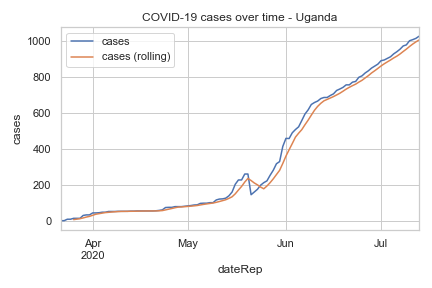 COVID-19 cases over time - Uganda
cases
cases (rolling)
1000
800
600
400
200
0
cases
Apr
2020
May
Jun
Jul
dateRep